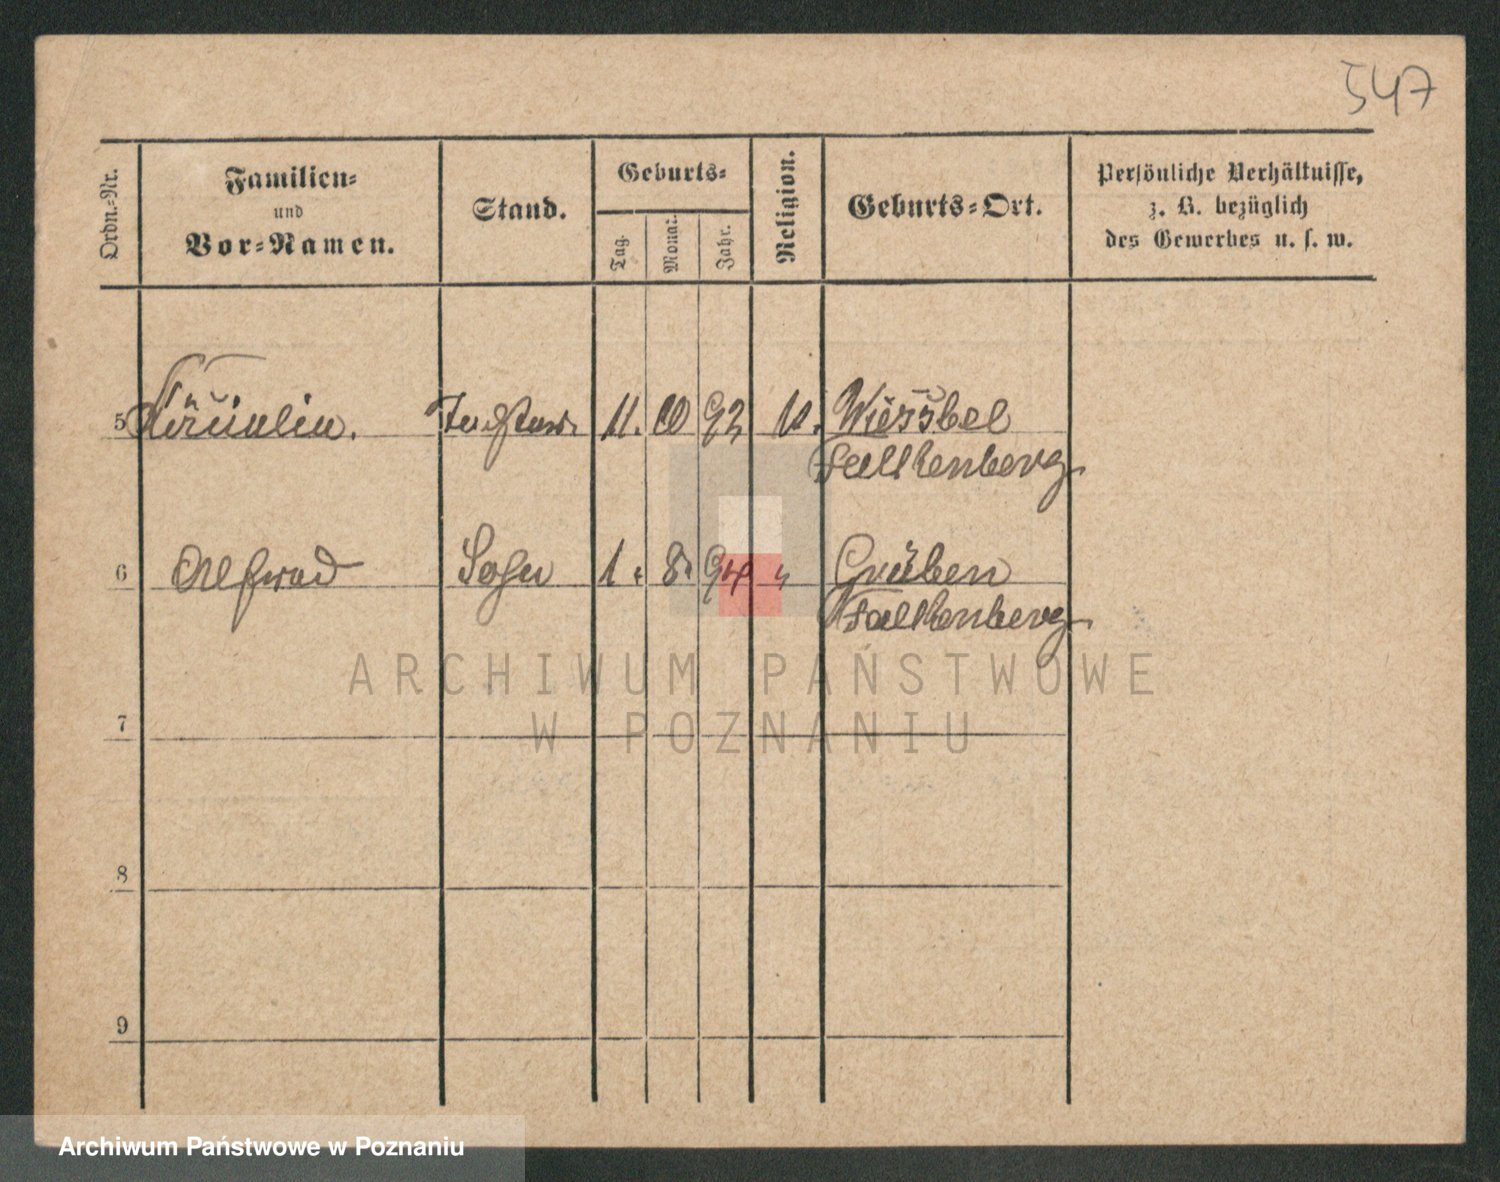 547
Ordn.-Nr.
Familien-
und
Vor-Namen.
Stand.
Geburts-
Tag.
Monat.
Jahr.
Religion.
Geburts-Ort.
Persönliche Verhältnisse,
z. B. bezüglich
des Gewerbes u. s. w.
5 11. 10 92
Falkenberg
6 Alfred Sohn 1. 8. 94 " Grüben
Falkenberg
ARCHIWUM PAŃSTWOWE
W POZNANIU
7
8
9
Archiwum Państwowe w Poznaniu